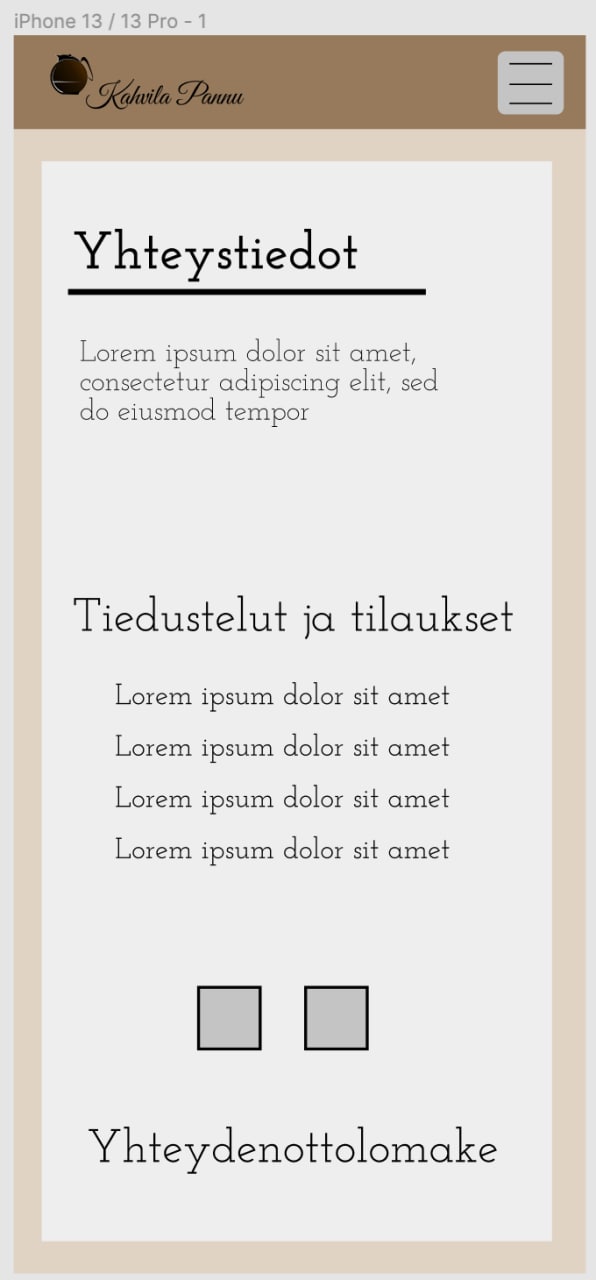 iPhone 13 / 13 Pro - 1
Kahvila Pannu
Yhteystiedot
Lorem ipsum dolor sit amet,
consectetur adipiscing elit, sed
do eiusmod tempor
Tiedustelut ja tilaukset
Lorem ipsum dolor sit amet
Lorem ipsum dolor sit amet
Lorem ipsum dolor sit amet
Lorem ipsum dolor sit amet
Yhteydenottolomake